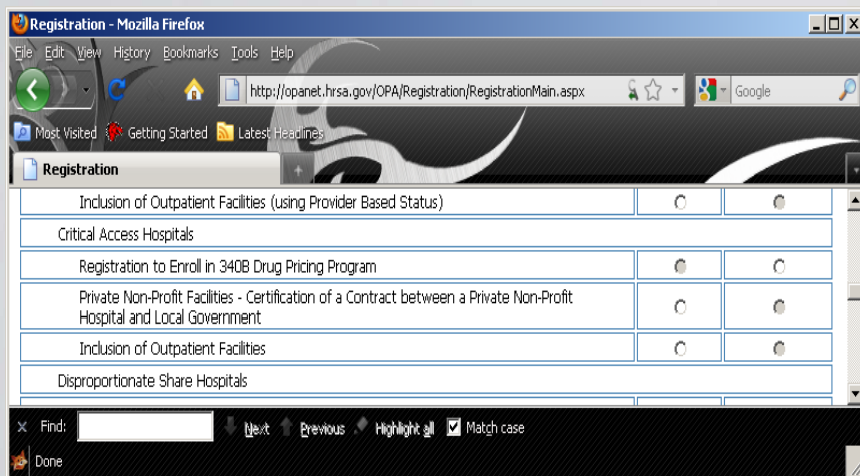 Registration - Mozilla Firefox
File Edit View History Bookmarks Tools Help
http://opanet.hrsa.gov/OPA/Registration/RegistrationMain.aspx
Google
Most Visited Getting Started Latest Headlines
Registration
Inclusion of Outpatient Facilities (using Provider Based Status)
Critical Access Hospitals
Registration to Enroll in 340B Drug Pricing Program
Private Non-Profit Facilities - Certification of a Contract between a Private Non-Profit
Hospital and Local Government
Inclusion of Outpatient Facilities
Disproportionate Share Hospitals
Find: Next Previous Highlight all Match case
Done